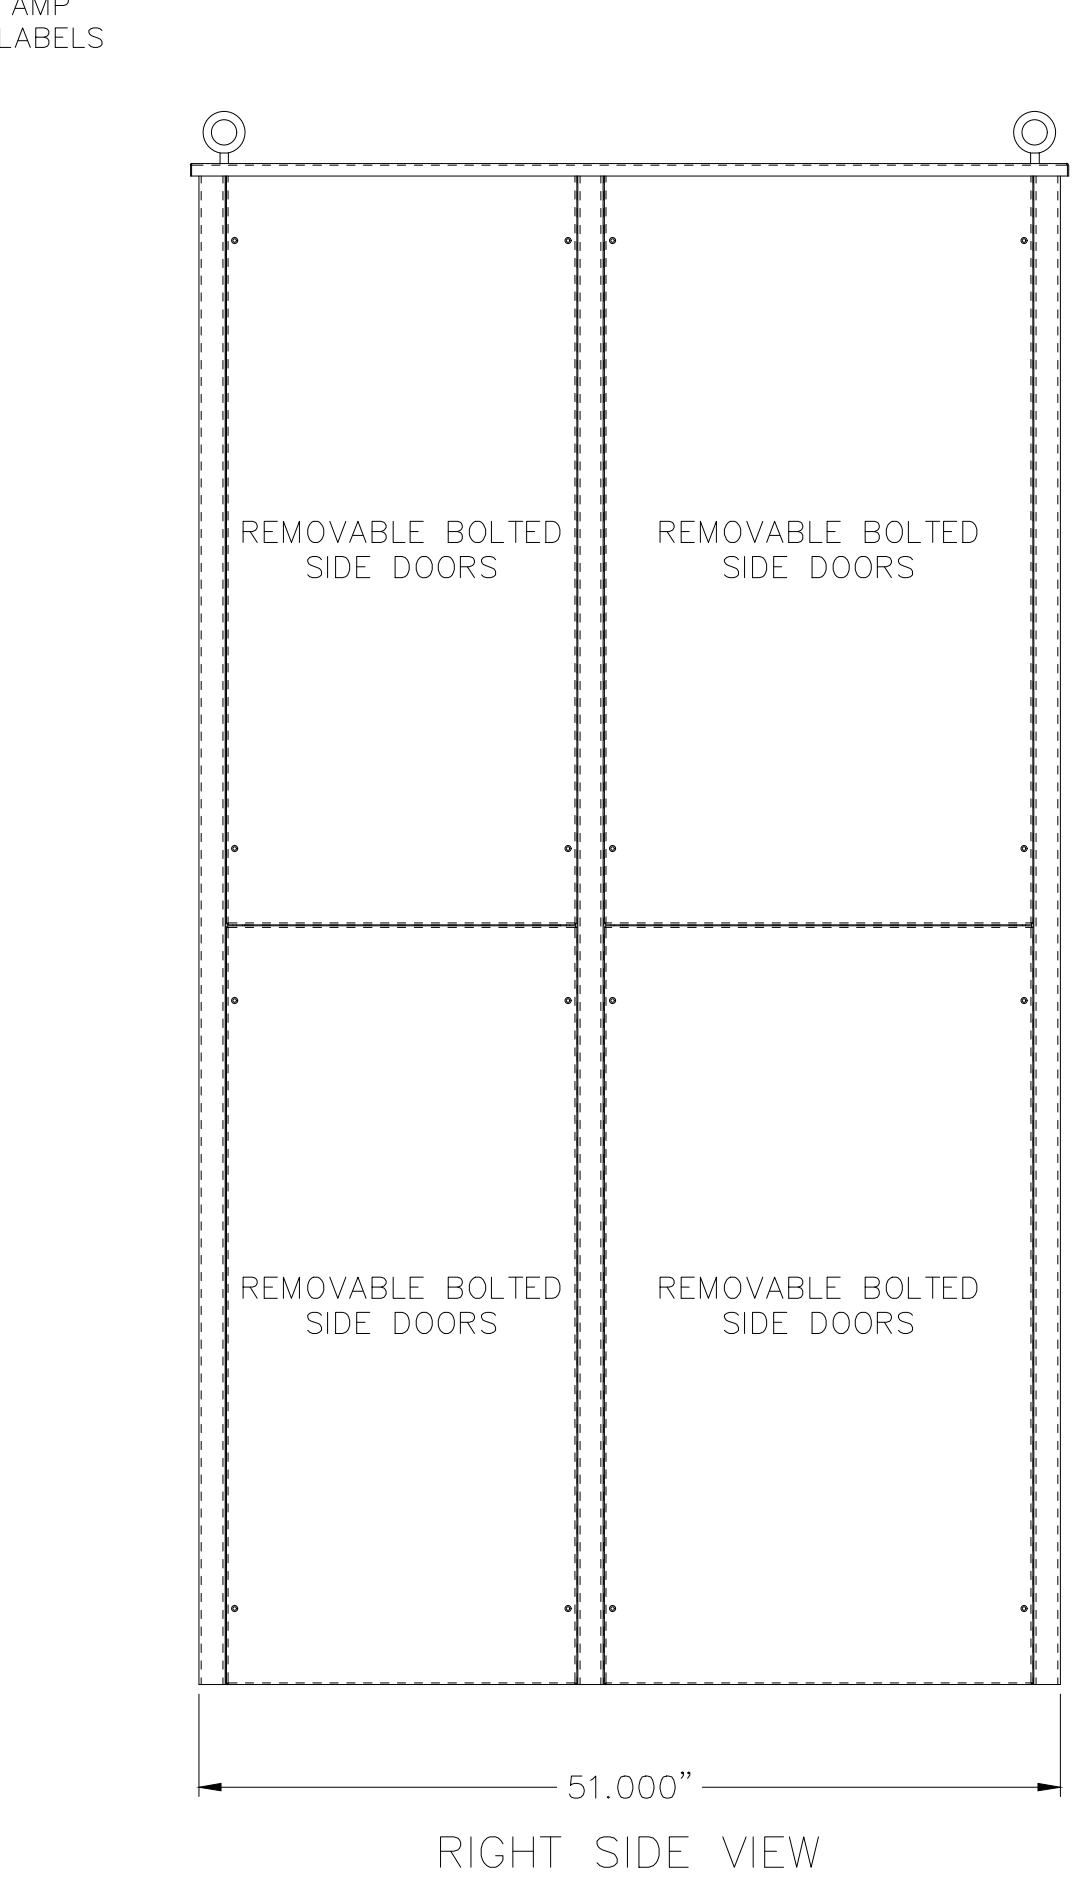 AMP
LABELS
REMOVABLE BOLTED
SIDE DOORS
REMOVABLE BOLTED
SIDE DOORS
REMOVABLE BOLTED
SIDE DOORS
REMOVABLE BOLTED
SIDE DOORS
51.000”
RIGHT SIDE VIEW